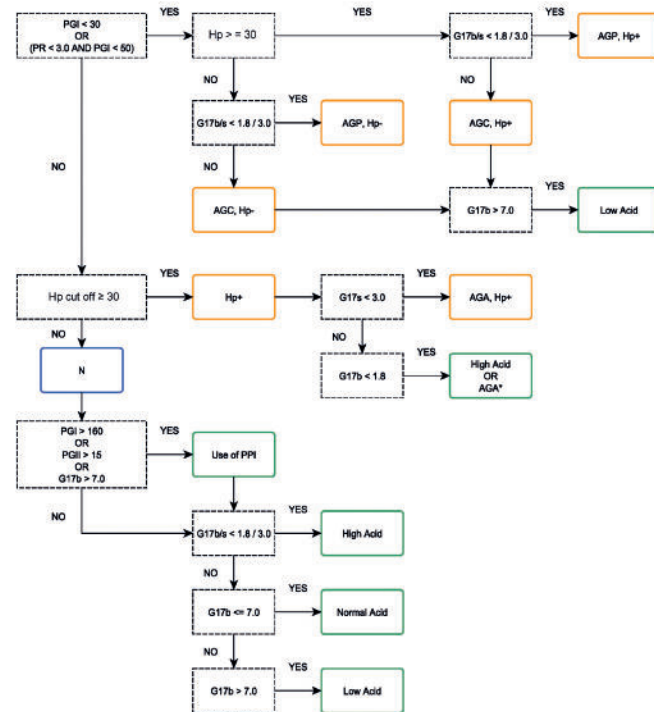 PGI < 30
OR
(PR < 3.0 AND PGI < 50)
YES
Hp > = 30
YES
G17b/s < 1.8 / 3.0
YES
AGP, Hp+
NO
NO
NO
G17b/s < 1.8 / 3.0
YES
AGP, Hp-
AGC, Hp+
NO
AGC, Hp-
G17b > 7.0
YES
Low Acid
Hp cut off ≥ 30
YES
Hp+
G17s < 3.0
YES
AGA, Hp+
NO
NO
N
G17b < 1.8
YES
High Acid
OR
AGA*
PGI > 160
OR
PGII > 15
OR
G17b > 7.0
YES
Use of PPI
NO
G17b/s < 1.8 / 3.0
YES
High Acid
NO
G17b <= 7.0
YES
Normal Acid
NO
G17b > 7.0
YES
Low Acid